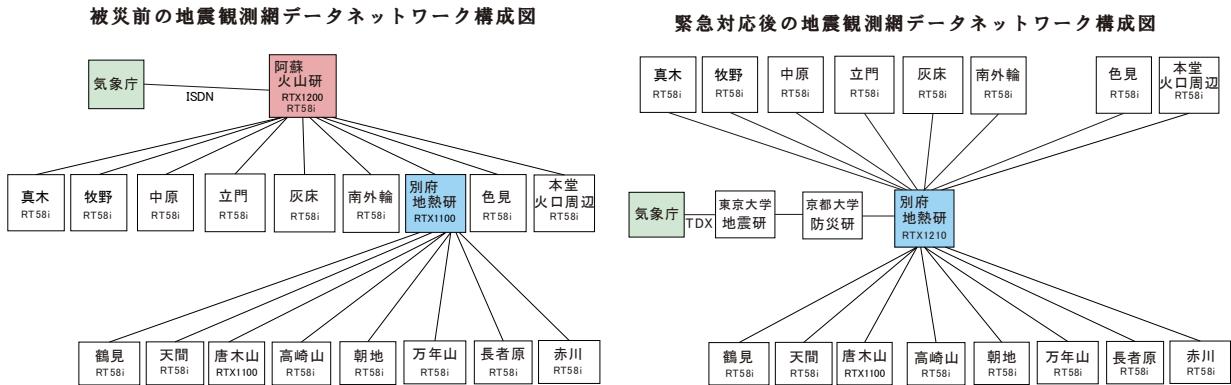 被災前の地震観測網データネットワーク構成図
気象庁
ISDN
阿蘇
火山研
RTX1200
RT58i
真木
RT58i
牧野
RT58i
中原
RT58i
立門
RT58i
灰床
RT58i
南外輪
RT58i
別府
地熱研
RTX1100
色見
RT58i
本堂
火口周辺
RT58i
鶴見
RT58i
天間
RT58i
唐木山
RTX1100
高崎山
RT58i
朝地
RT58i
万年山
RT58i
長者原
RT58i
赤川
RT58i
緊急対応後の地震観測網データネットワーク構成図
真木
RT58i
牧野
RT58i
中原
RT58i
立門
RT58i
灰床
RT58i
南外輪
RT58i
色見
RT58i
本堂
火口周辺
RT58i
気象庁
TDX
東京大学
地震研
京都大学
防災研
別府
地熱研
RTX1210
鶴見
RT58i
天間
RT58i
唐木山
RTX1100
高崎山
RT58i
朝地
RT58i
万年山
RT58i
長者原
RT58i
赤川
RT58i